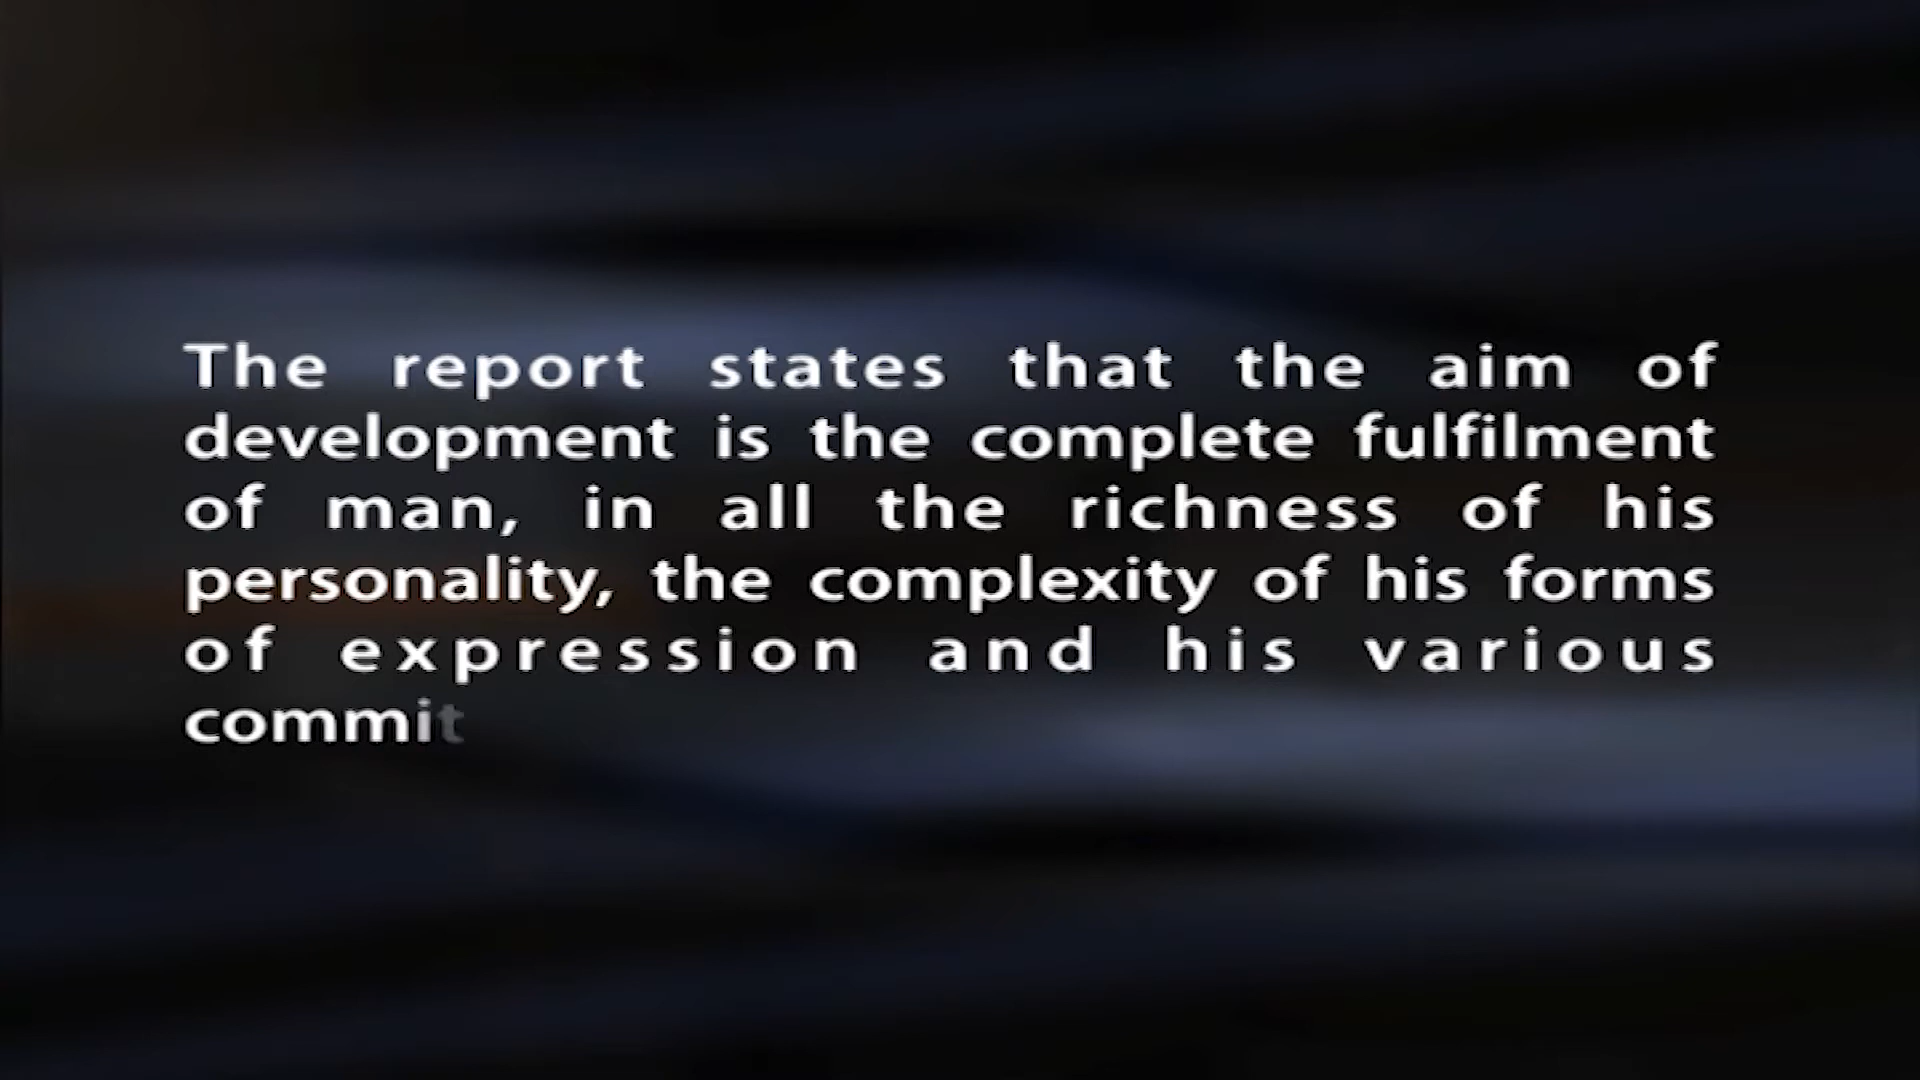 The report states that the aim of
development is the complete fulfilment
of man, in all the richness of his
personality, the complexity of his forms
of expression and his various
commit